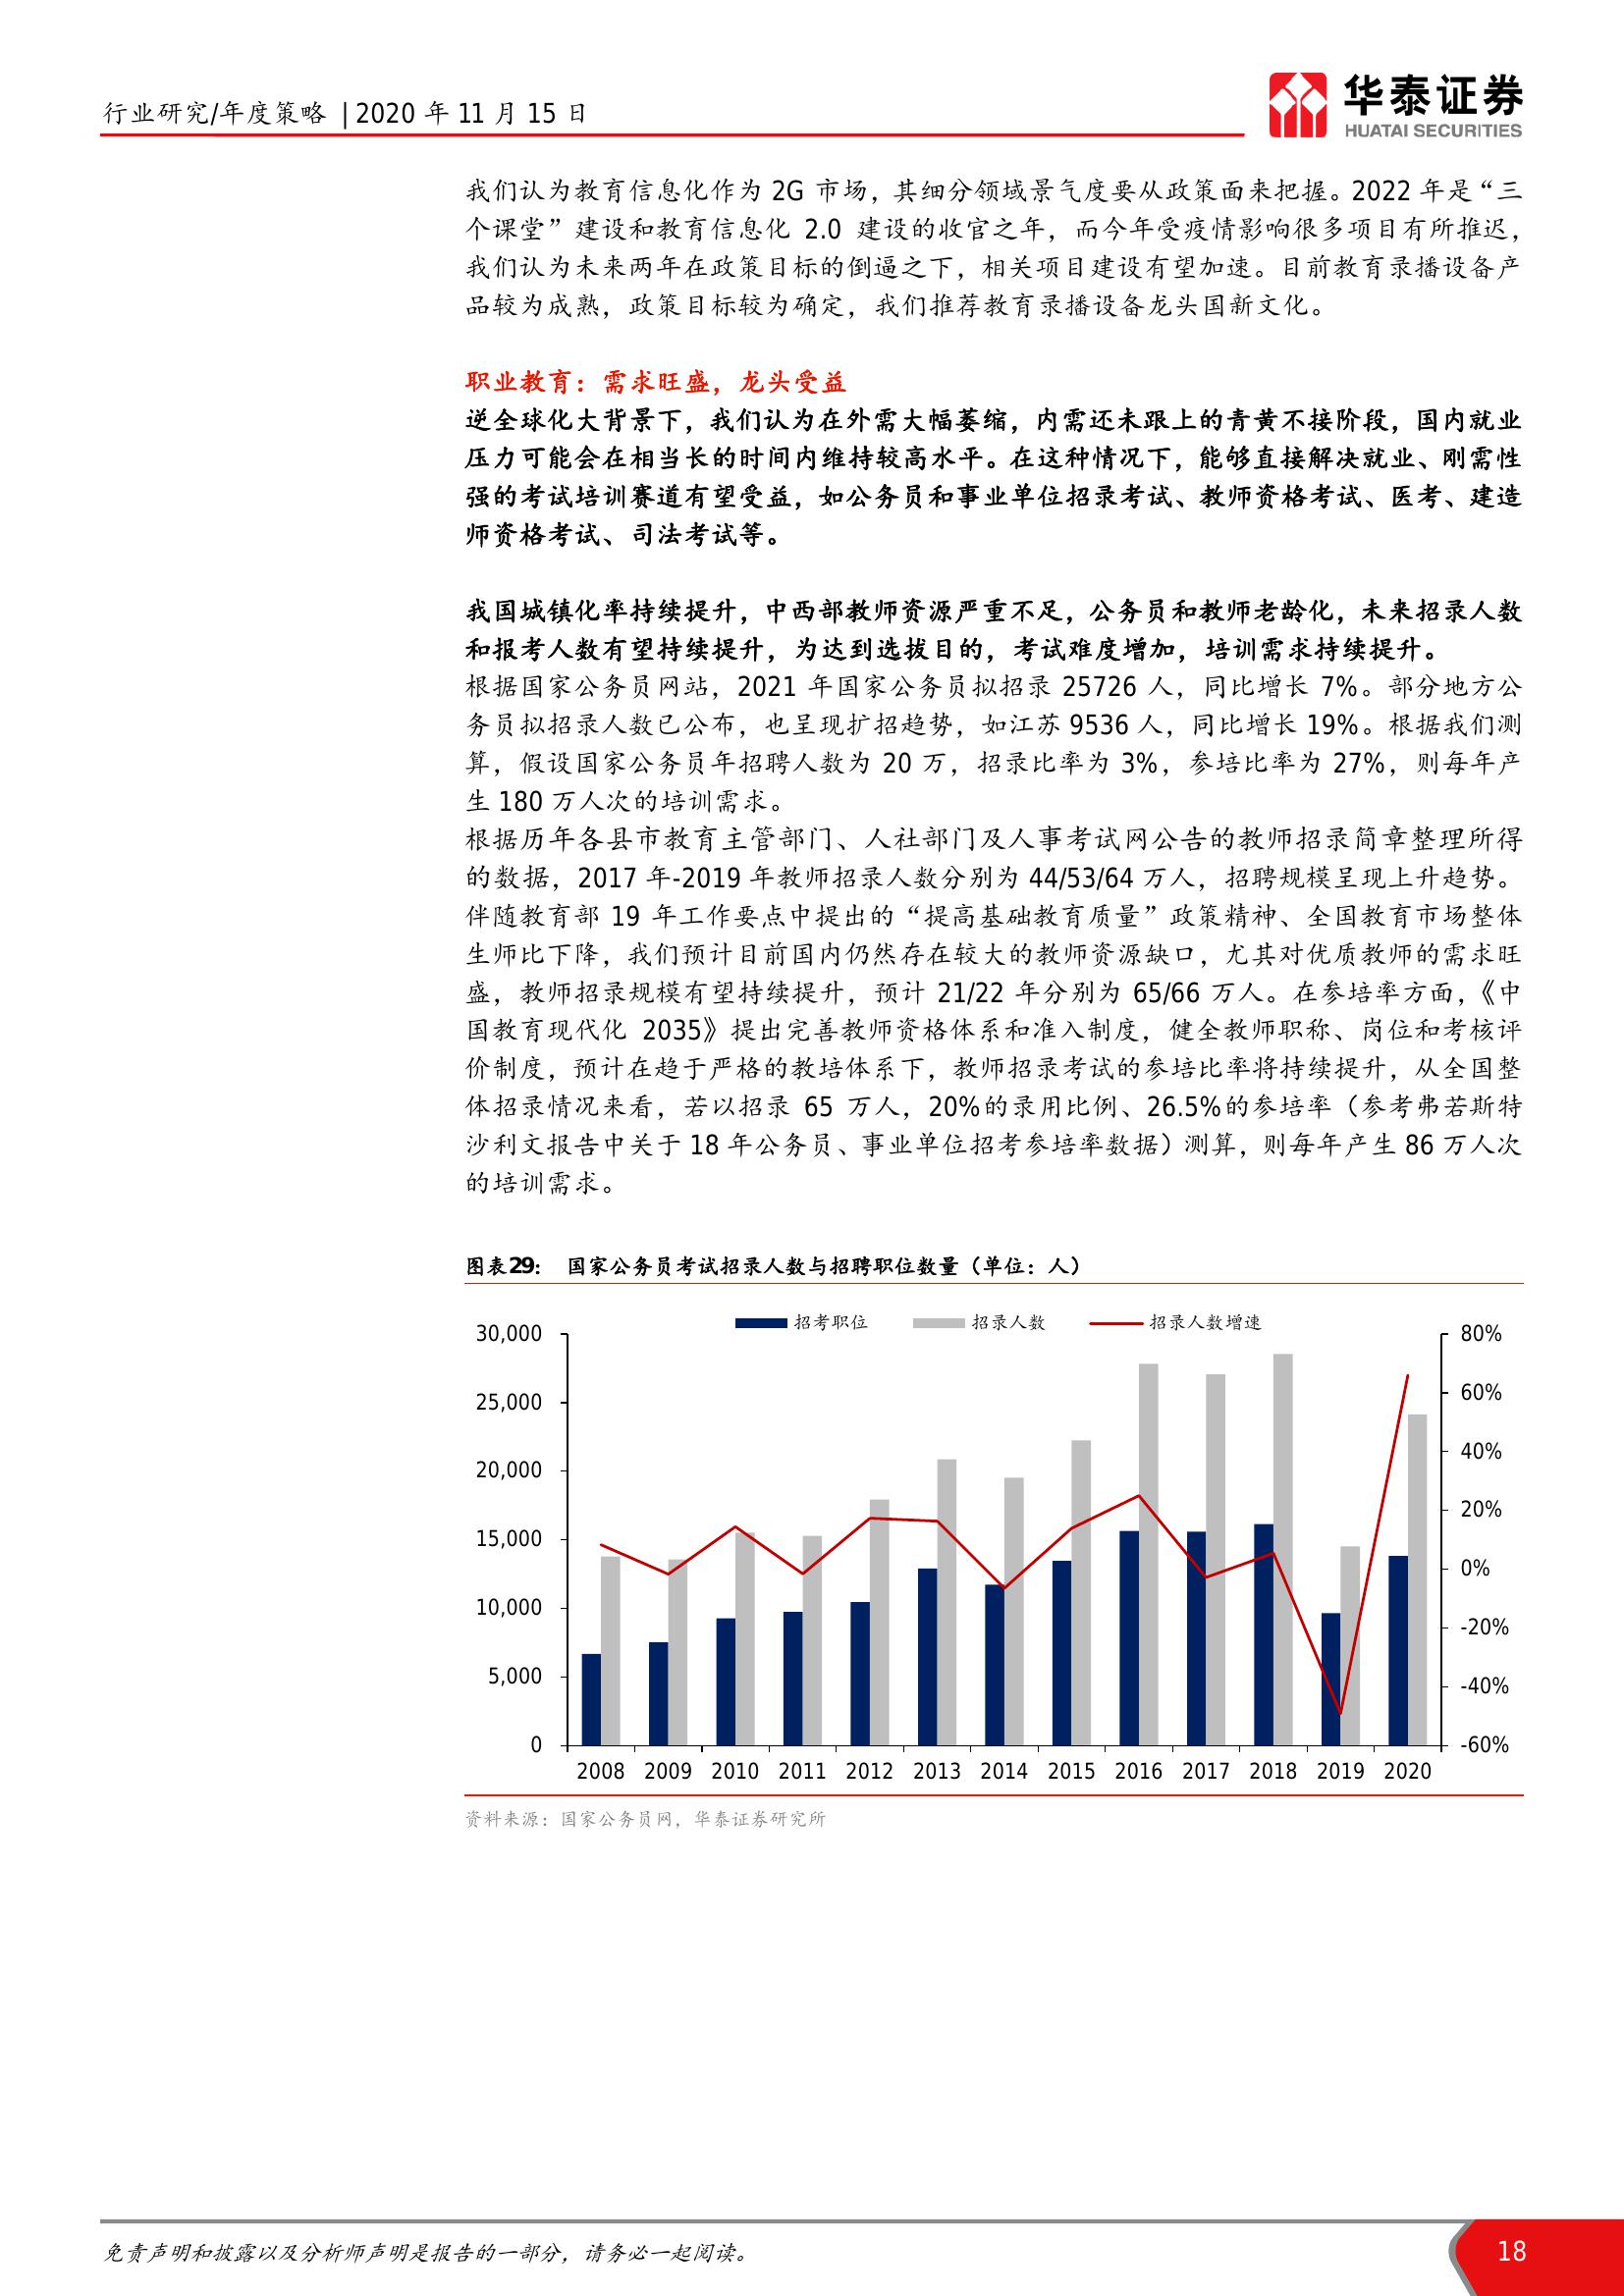 行业研究/年度策略 | 2020 年 11 月 15 日
华泰证券
HUATAI SECURITIES
我们认为教育信息化作为 2G 市场，其细分领域景气度要从政策面来把握。2022 年是“三
个课堂”建设和教育信息化 2.0 建设的收官之年，而今年受疫情影响很多项目有所推迟，
我们认为未来两年在政策目标的倒逼之下，相关项目建设有望加速。目前教育录播设备产
品较为成熟，政策目标较为确定，我们推荐教育录播设备龙头国新文化。
职业教育：需求旺盛，龙头受益
逆全球化大背景下，我们认为在外需大幅萎缩，内需还未跟上的青黄不接阶段，国内就业
压力可能会在相当长的时间内维持较高水平。在这种情况下，能够直接解决就业、刚需性
强的考试培训赛道有望受益，如公务员和事业单位招录考试、教师资格考试、医考、建造
师资格考试、司法考试等。
我国城镇化率持续提升，中西部教师资源严重不足，公务员和教师老龄化，未来招录人数
和报考人数有望持续提升，为达到选拔目的，考试难度增加，培训需求持续提升。
根据国家公务员网站，2021 年国家公务员拟招录 25726 人，同比增长 7%。部分地方公
务员拟招录人数已公布，也呈现扩招趋势，如江苏 9536 人，同比增长 19%。根据我们测
算，假设国家公务员年招聘人数为 20 万，招录比率为 3%，参培比率为 27%，则每年产
生 180 万人次的培训需求。
根据历年各县市教育主管部门、人社部门及人事考试网公告的教师招录简章整理所得
的数据，2017 年-2019 年教师招录人数分别为 44/53/64 万人，招聘规模呈现上升趋势。
伴随教育部 19 年工作要点中提出的“提高基础教育质量”政策精神、全国教育市场整体
生师比下降，我们预计目前国内仍然存在较大的教师资源缺口，尤其对优质教师的需求旺
盛，教师招录规模有望持续提升，预计 21/22 年分别为 65/66 万人。在参培率方面，《中
国教育现代化 2035》提出完善教师资格体系和准入制度，健全教师职称、岗位和考核评
价制度，预计在趋于严格的教培体系下，教师招录考试的参培比率将持续提升，从全国整
体招录情况来看，若以招录 65 万人，20%的录用比例、26.5%的参培率（参考弗若斯特
沙利文报告中关于 18 年公务员、事业单位招考参培率数据）测算，则每年产生 86 万人次
的培训需求。
图表29： 国家公务员考试招录人数与招聘职位数量（单位：人）
招考职位 招录人数 招录人数增速
30,000 80%
25,000 60%
20,000 40%
15,000 20%
10,000 0%
5,000 -20%
0 -40%
-60%
2008 2009 2010 2011 2012 2013 2014 2015 2016 2017 2018 2019 2020
资料来源：国家公务员网，华泰证券研究所
免责声明和披露以及分析师声明是报告的一部分，请务必一起阅读。
18